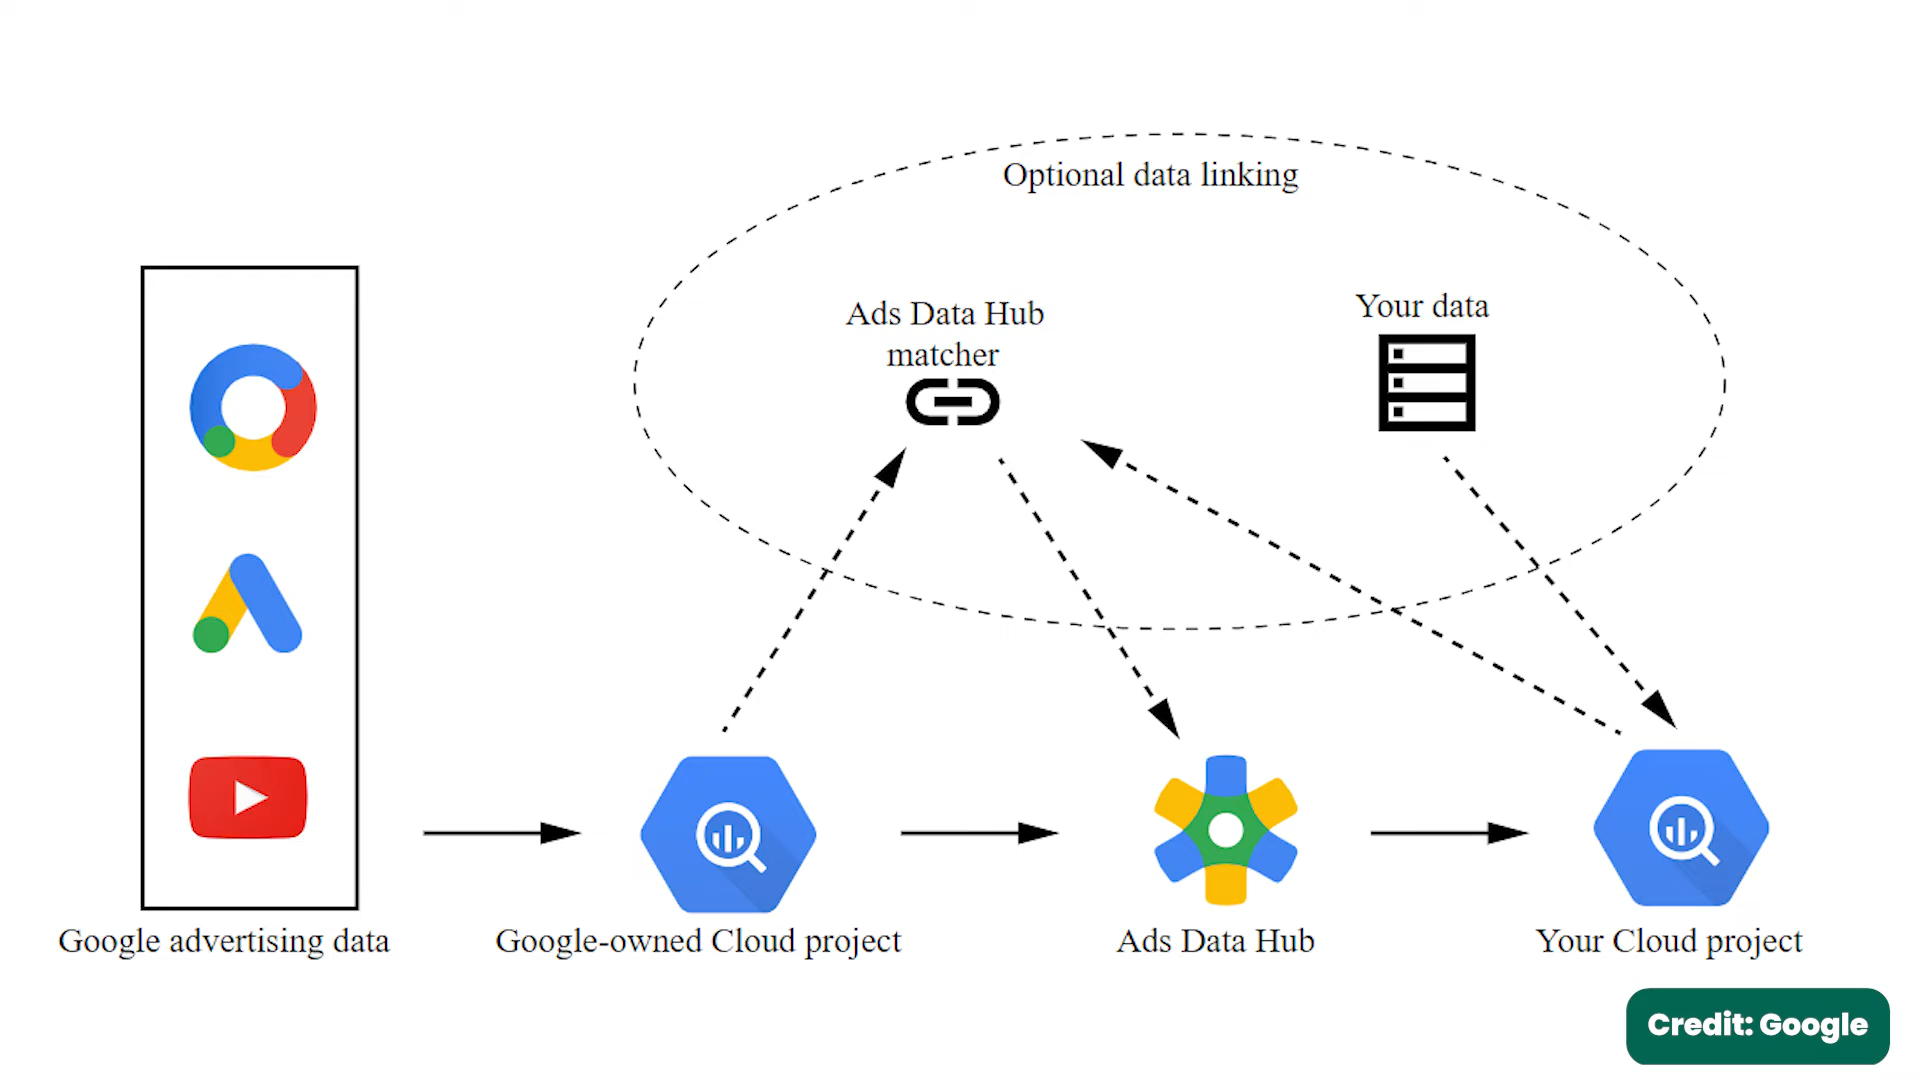 Optional data linking
Ads Data Hub
matcher
Your data
Google advertising data
Google-owned Cloud project
Ads Data Hub
Your Cloud project
Credit: Google